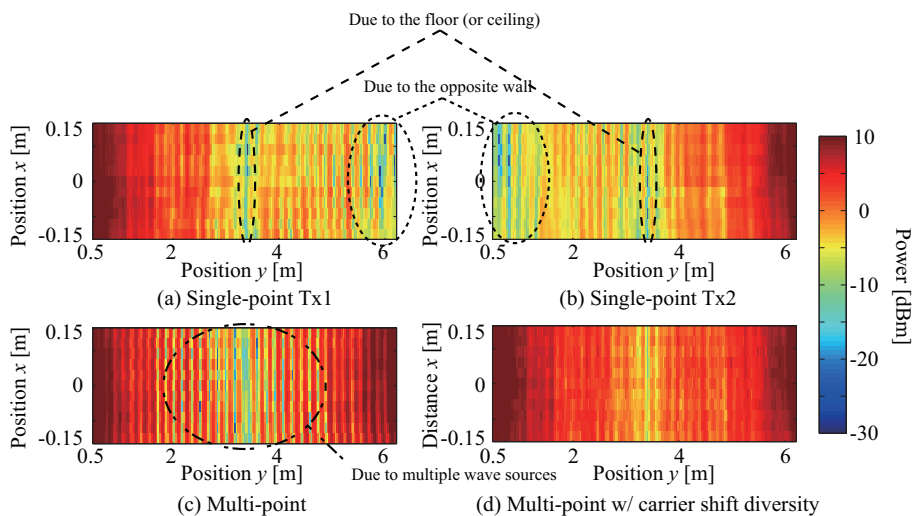 Due to the floor (or ceiling)
Due to the opposite wall
0.15
0
-0.15
Position x [m]
0.5 2 4 6
Position y [m]
(a) Single-point Tx1
0.15
0
-0.15
Position x [m]
0.5 2 4 6
Position y [m]
(b) Single-point Tx2
10
0
-10
-20
-30
Power [dBm]
0.15
0
-0.15
Position x [m]
0.5 2 4 6
Position y [m]
Due to multiple wave sources
(c) Multi-point
0.15
0
-0.15
Distance x [m]
0.5 2 4 6
Position y [m]
(d) Multi-point w/ carrier shift diversity